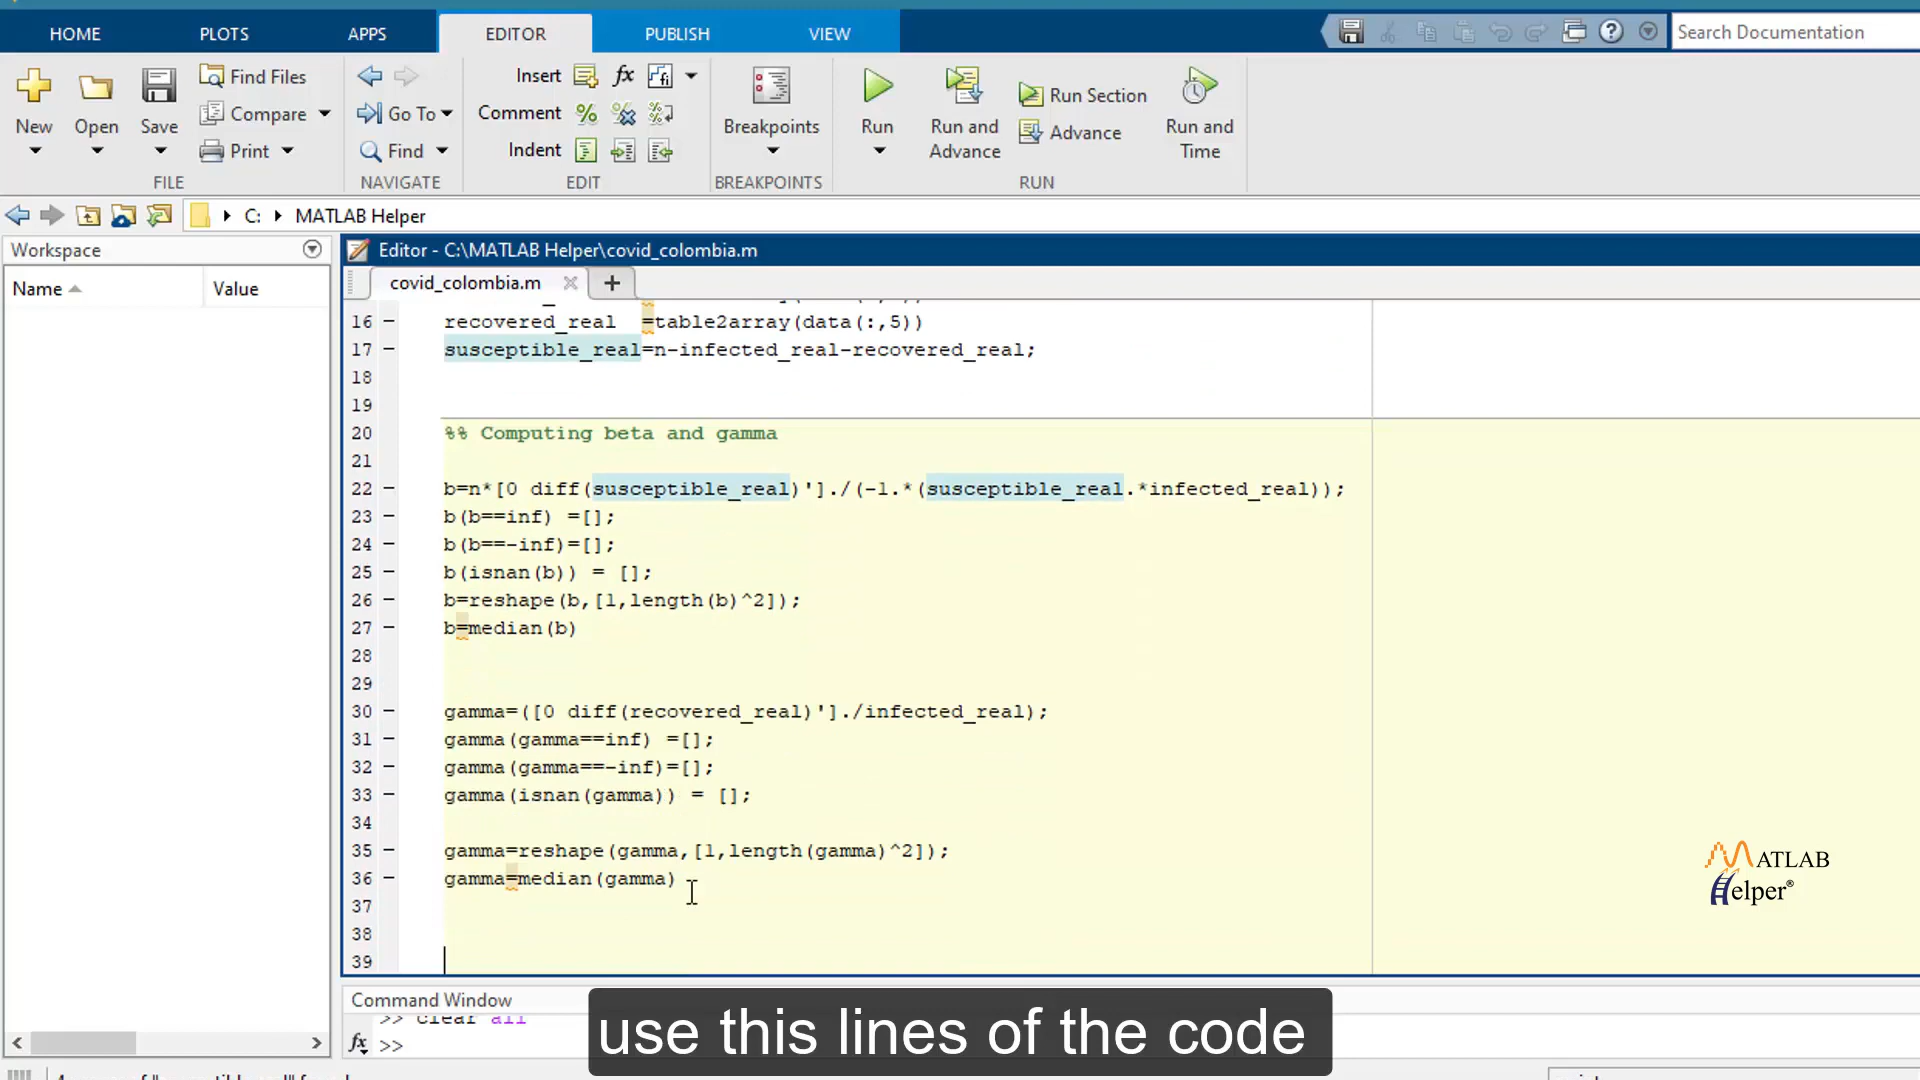 HOME PLOTS APPS EDITOR PUBLISH VIEW Search Documentation
New Open Save Find Files Compare Print
FILE
Go To Find
NAVIGATE
Insert fx
Comment
Indent
EDIT
Breakpoints
BREAKPOINTS
Run Run and Advance Run Section Advance Run and Time
RUN
C: MATLAB Helper
Workspace
Name Value
Editor - C:\MATLAB Helper\covid_colombia.m
covid_colombia.m
16 recovered_real =table2array(data(:,5))
17 susceptible_real=n-infected_real-recovered_real;
18
19
20 %% Computing beta and gamma
21
22 b=n*[0 diff(susceptible_real)']./(-1.*(susceptible_real.*infected_real));
23 b(b==inf) =[];
24 b(b==-inf)=[];
25 b(isnan(b)) = [];
26 b=reshape(b,[1,length(b)^2]);
27 b=median(b)
28
29
30 gamma=([0 diff(recovered_real)']./infected_real);
31 gamma(gamma==inf) =[];
32 gamma(gamma==-inf)=[];
33 gamma(isnan(gamma)) = [];
34
35 gamma=reshape(gamma,[1,length(gamma)^2]);
36 gamma=median(gamma)
37
38
39
MATLAB
Helper®
Command Window
>> clear all
fx >>
use this lines of the code